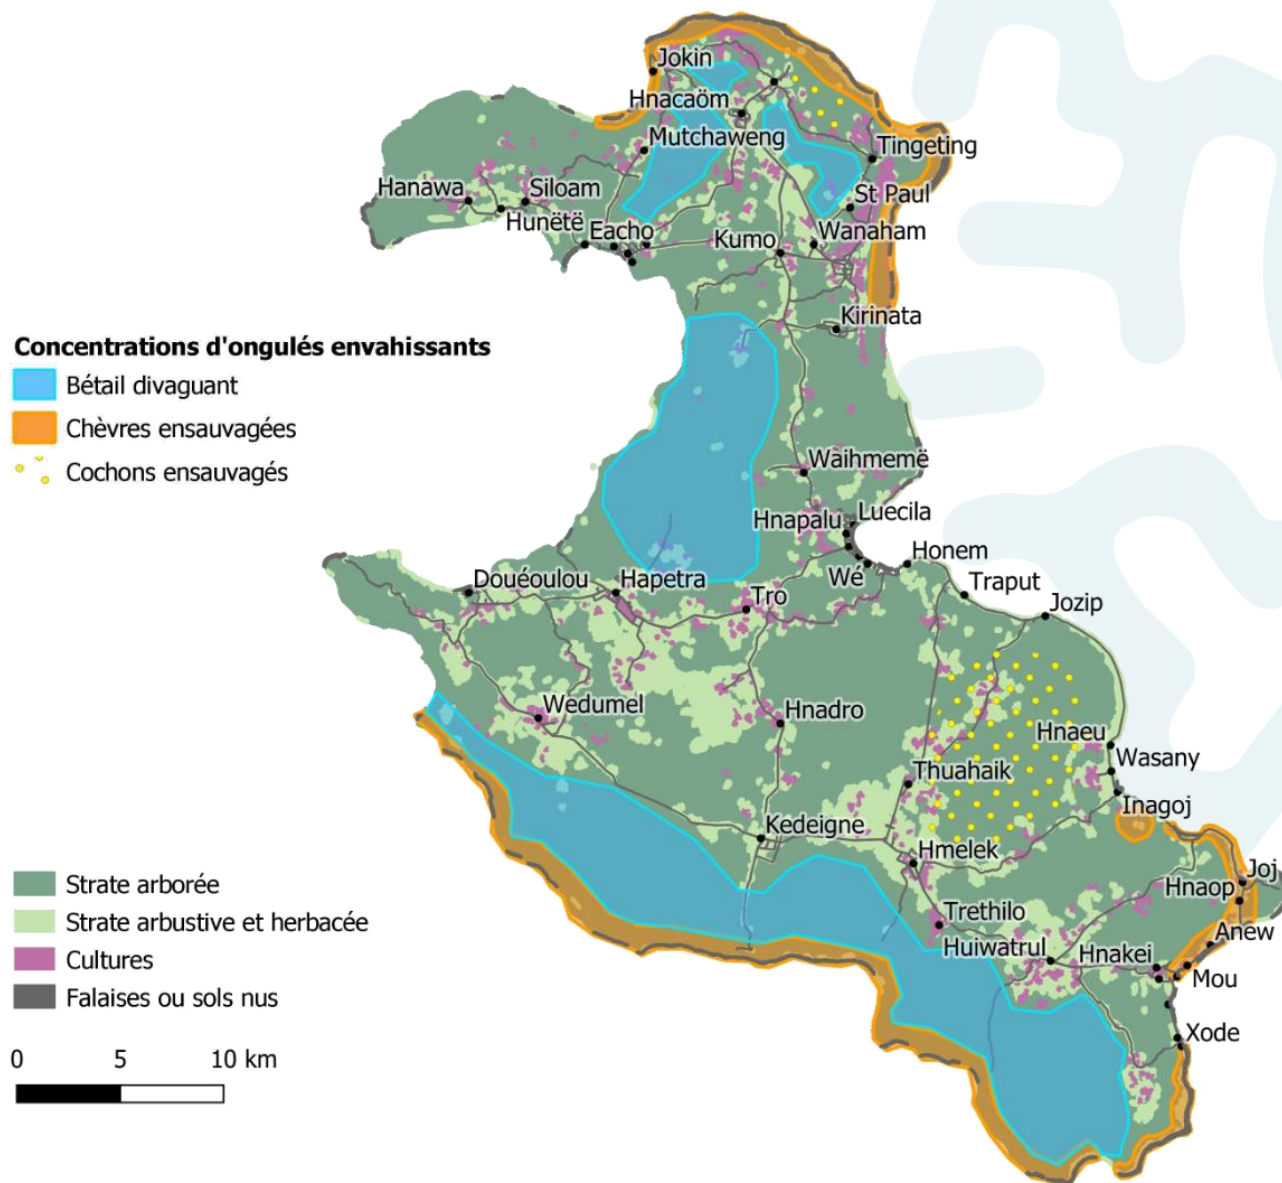 Jokin
Hnacaöm
Mutchaweng
Tingeting
Hanawa
Siloam
St Paul
Hunëtë
Eacho
Kumo
Wanaham
Kirinata
Concentrations d'ongulés envahissants
Bétail divaguant
Chèvres ensauvagées
Cochons ensauvagés
Waihmemë
Hnapalu
Luecila
Wé
Honem
Douéoulou
Hapetra
Tro
Traput
Jozip
Wedumel
Hnadro
Hnaeu
Wasany
Thuahaik
Inagoj
Kedeigne
Hmelek
Joj
Hnaop
Trethilo
Huiwatrul
Hnakei
Anew
Mou
Xode
Strate arborée
Strate arbustive et herbacée
Cultures
Falaises ou sols nus
0 5 10 km